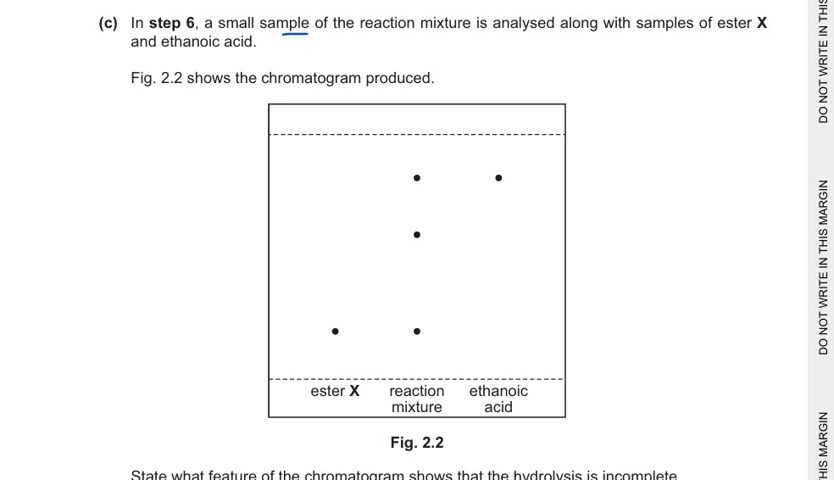 (c) In step 6, a small sample of the reaction mixture is analysed along with samples of ester X
and ethanoic acid.
Fig. 2.2 shows the chromatogram produced.
ester X
reaction
mixture
ethanoic
acid
Fig. 2.2
State what feature of the chromatogram shows that the hydrolysis is incomplete
DO NOT WRITE IN THIS
DO NOT WRITE IN THIS MARGIN
THIS MARGIN